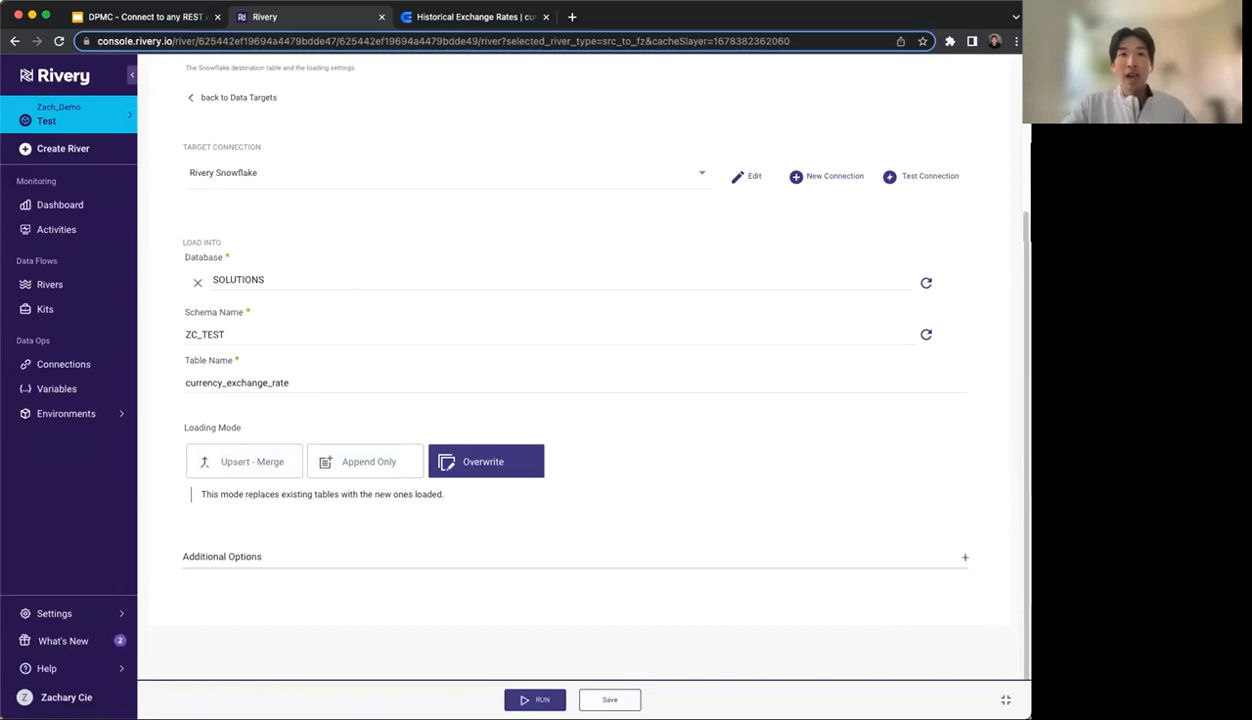 DPMC - Connect to any REST
Rivery
Historical Exchange Rates | cu
console.rivery.io/river/625442ef19694a4479bdde47/625442ef19694a4479bdde49/river?selected_river_type=src_to_fz&cacheSlayer=1678382362060
Rivery
Zach_Demo
Test
Create River
Monitoring
Dashboard
Activities
Data Flows
Rivers
Kits
Data Ops
Connections
Variables
Environments
Settings
What's New
2
Help
Z
Zachary Cie
The Snowflake destination table and the loading settings.
back to Data Targets
TARGET CONNECTION
Rivery Snowflake
Edit
New Connection
Test Connection
LOAD INTO
Database *
SOLUTIONS
Schema Name *
ZC_TEST
Table Name *
currency_exchange_rate
Loading Mode
Upsert - Merge
Append Only
Overwrite
This mode replaces existing tables with the new ones loaded.
Additional Options
RUN
Save